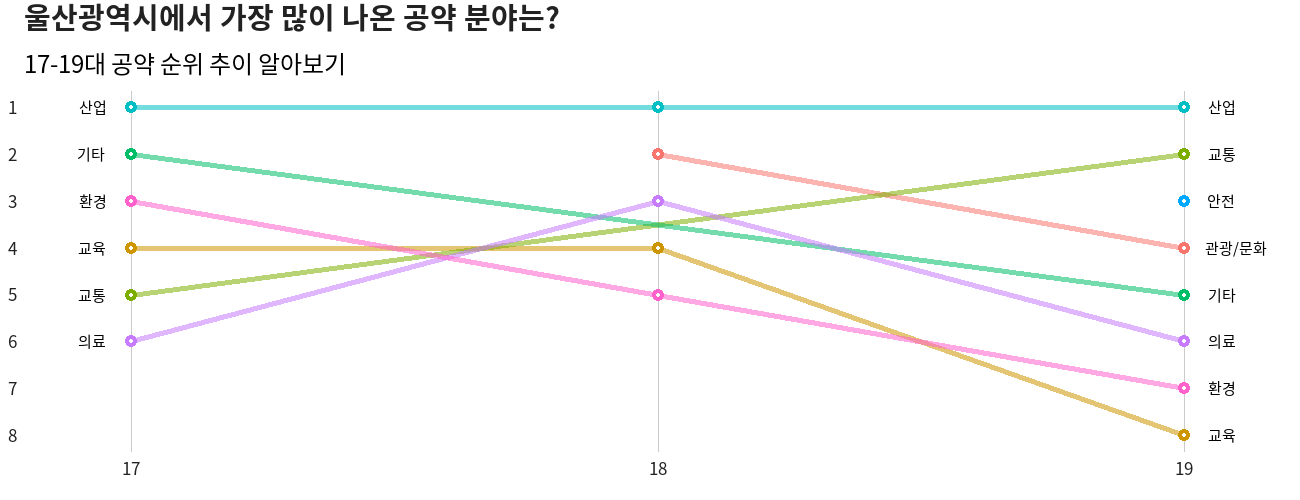 울산광역시에서 가장 많이 나온 공약 분야는?
17-19대 공약 순위 추이 알아보기
1 산업 산업
2 기타 교통
3 환경 안전
4 교육 관광/문화
5 교통 기타
6 의료 의료
7 환경
8 교육
17 18 19